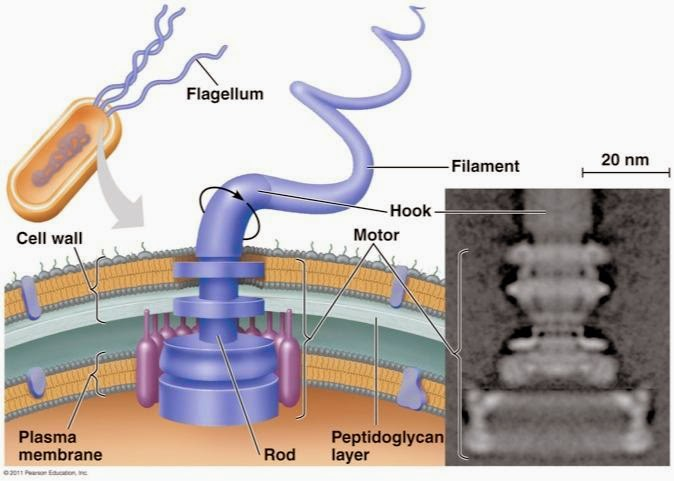 Flagellum
Filament
20 nm
Hook
Cell wall
Motor
Plasma
membrane
Rod
Peptidoglycan
layer
© 2011 Pearson Education, Inc.